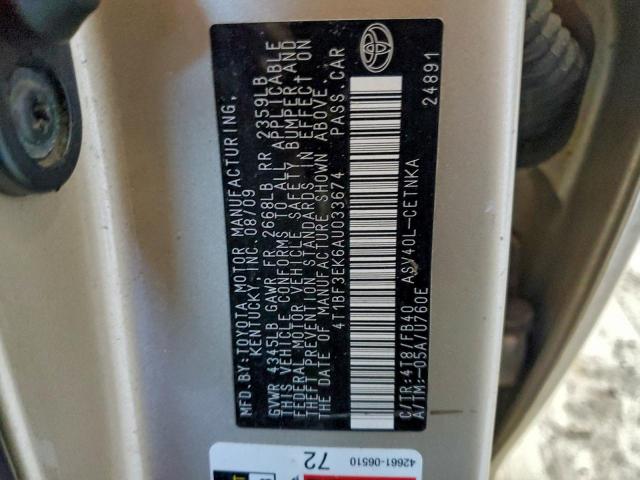 MFD.BY:TOYOTA MOTOR MANUFACTURING,
KENTUCKY, INC. 08/09
GVWR 4345LB GAWR FR 2668LB RR 2359LB
THIS VEHICLE CONFORMS TO ALL APPLICABLE
FEDERAL MOTOR VEHICLE SAFETY, BUMPER AND
THEFT PREVENTION STANDARDS IN EFFECT ON
THE DATE OF MANUFACTURE SHOWN ABOVE.
4T1BF3EK6AU033674 PASS.CAR
C/TR:4T8/FB40 ASV40L-CETNKA
A/TM:-05A/U760E
24891
42661-06510
72